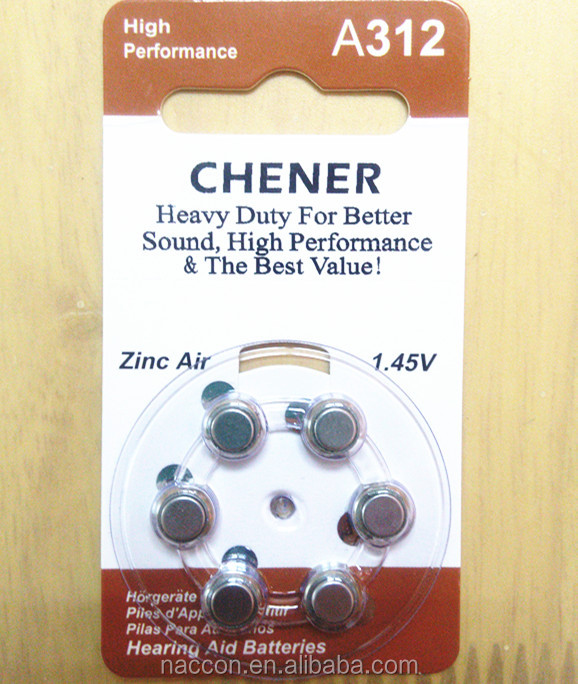 High
Performance
A312
CHENER
Heavy Duty For Better
Sound, High Performance
& The Best Value!
Zinc Air
1.45V
Hörgeräte
Piles d'App
Pilas Para
Hearing Aid Batteries
naccon.en.alibaba.com